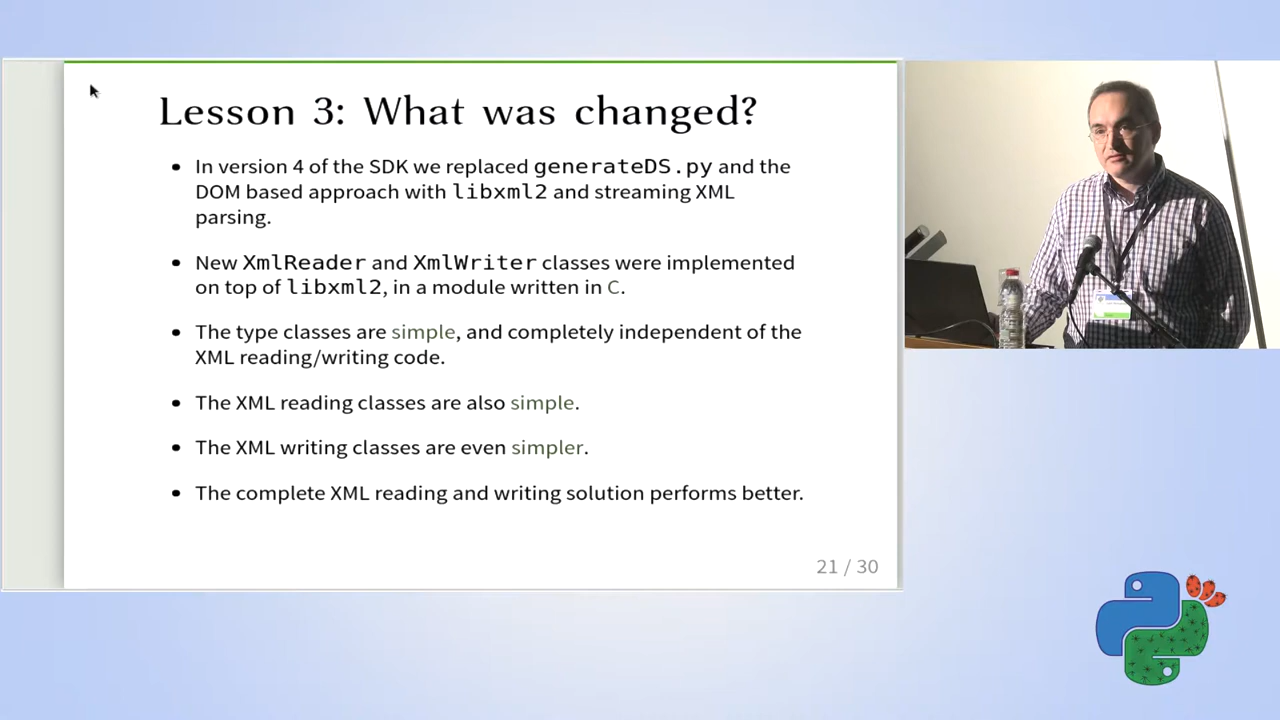 Lesson 3: What was changed?
In version 4 of the SDK we replaced generateDS.py and the
DOM based approach with libxml2 and streaming XML
parsing.
New XmlReader and XmlWriter classes were implemented
on top of libxml2, in a module written in C.
The type classes are simple, and completely independent of the
XML reading/writing code.
The XML reading classes are also simple.
The XML writing classes are even simpler.
The complete XML reading and writing solution performs better.
21 / 30